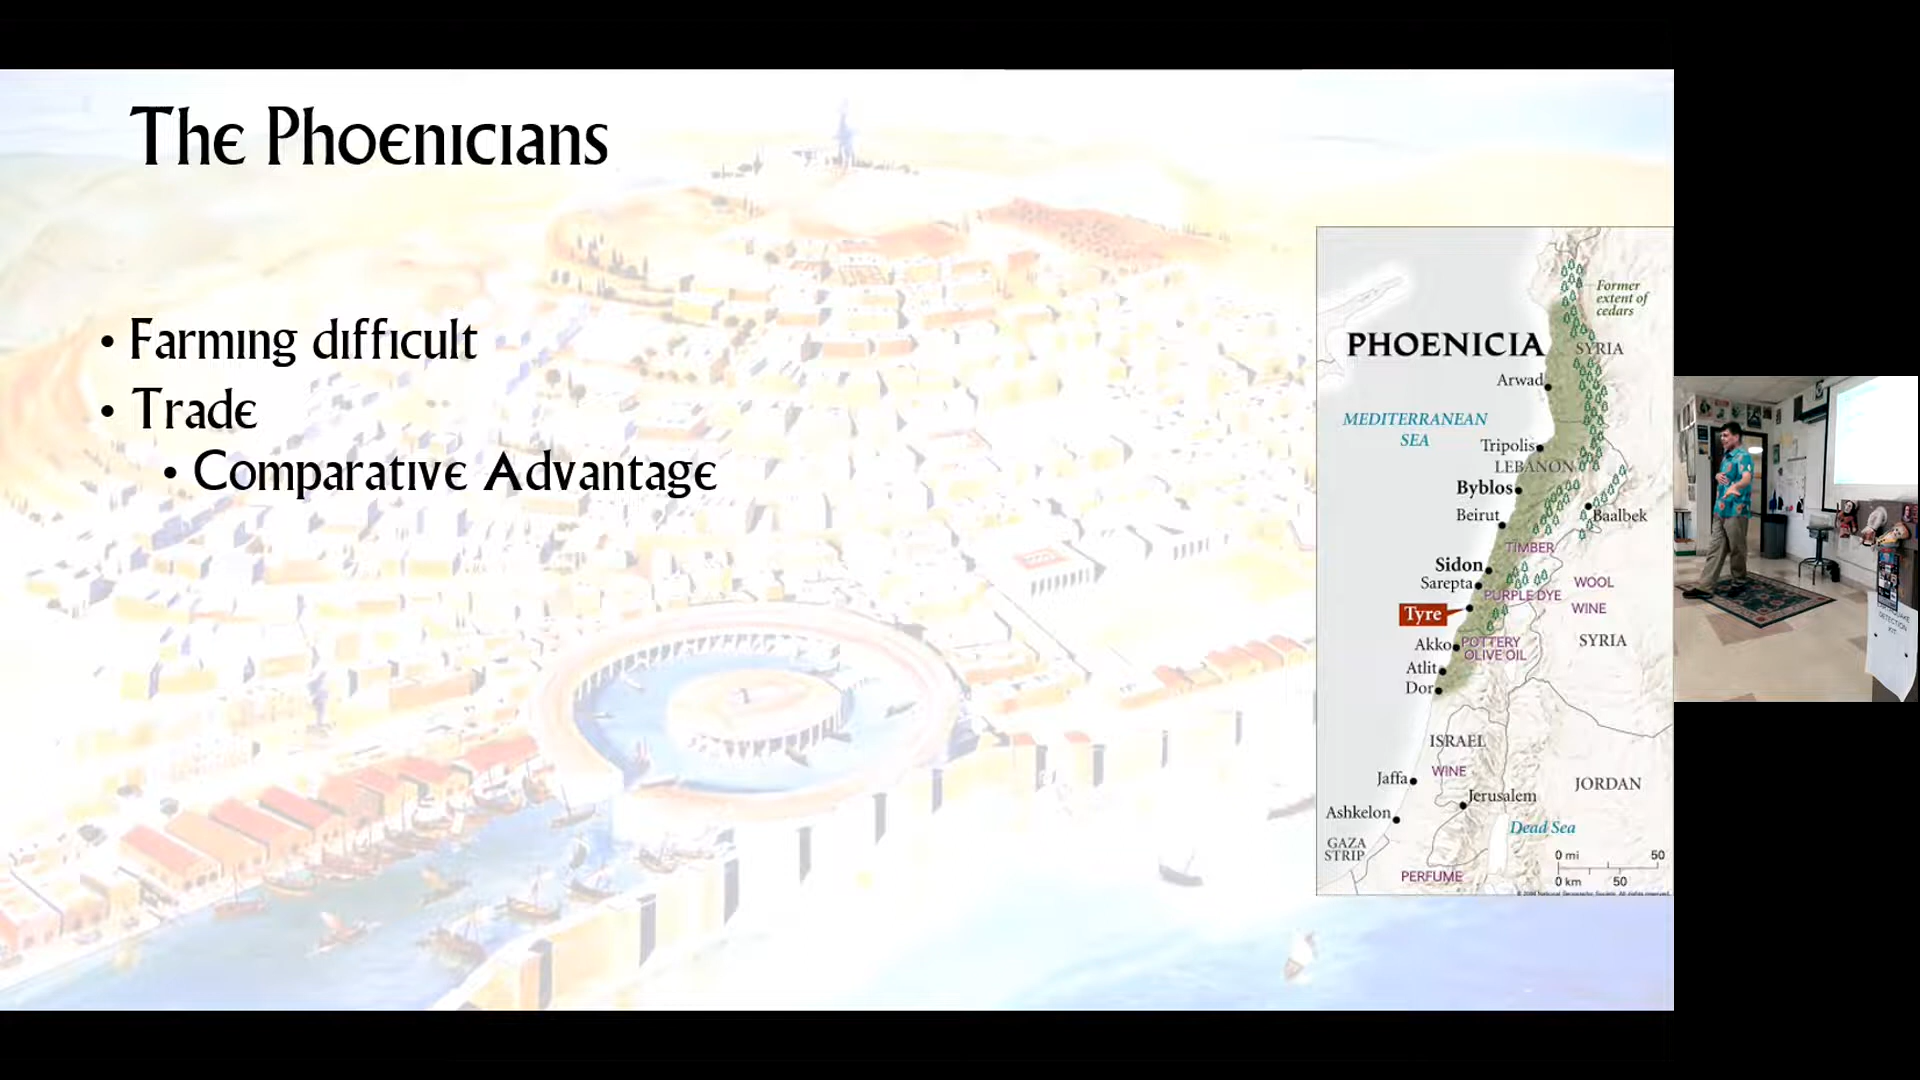 The Phoenicians
• Farming difficult
• Trade
• Comparative Advantage
Former
extent of
cedars
PHOENICIA
SYRIA
Arwad
MEDITERRANEAN
SEA
Tripolis
LEBANON
Byblos
Beirut
Baalbek
TIMBER
Sidon
Sarepta
WOOL
PURPLE DYE
WINE
Tyre
SYRIA
Akko
POTTERY
OLIVE OIL
Atlit
Dor
ISRAEL
WINE
Jaffa
JORDAN
Jerusalem
Ashkelon
Dead Sea
GAZA
STRIP
0 mi 50
0 km 50
PERFUME
DETECTION
KIT